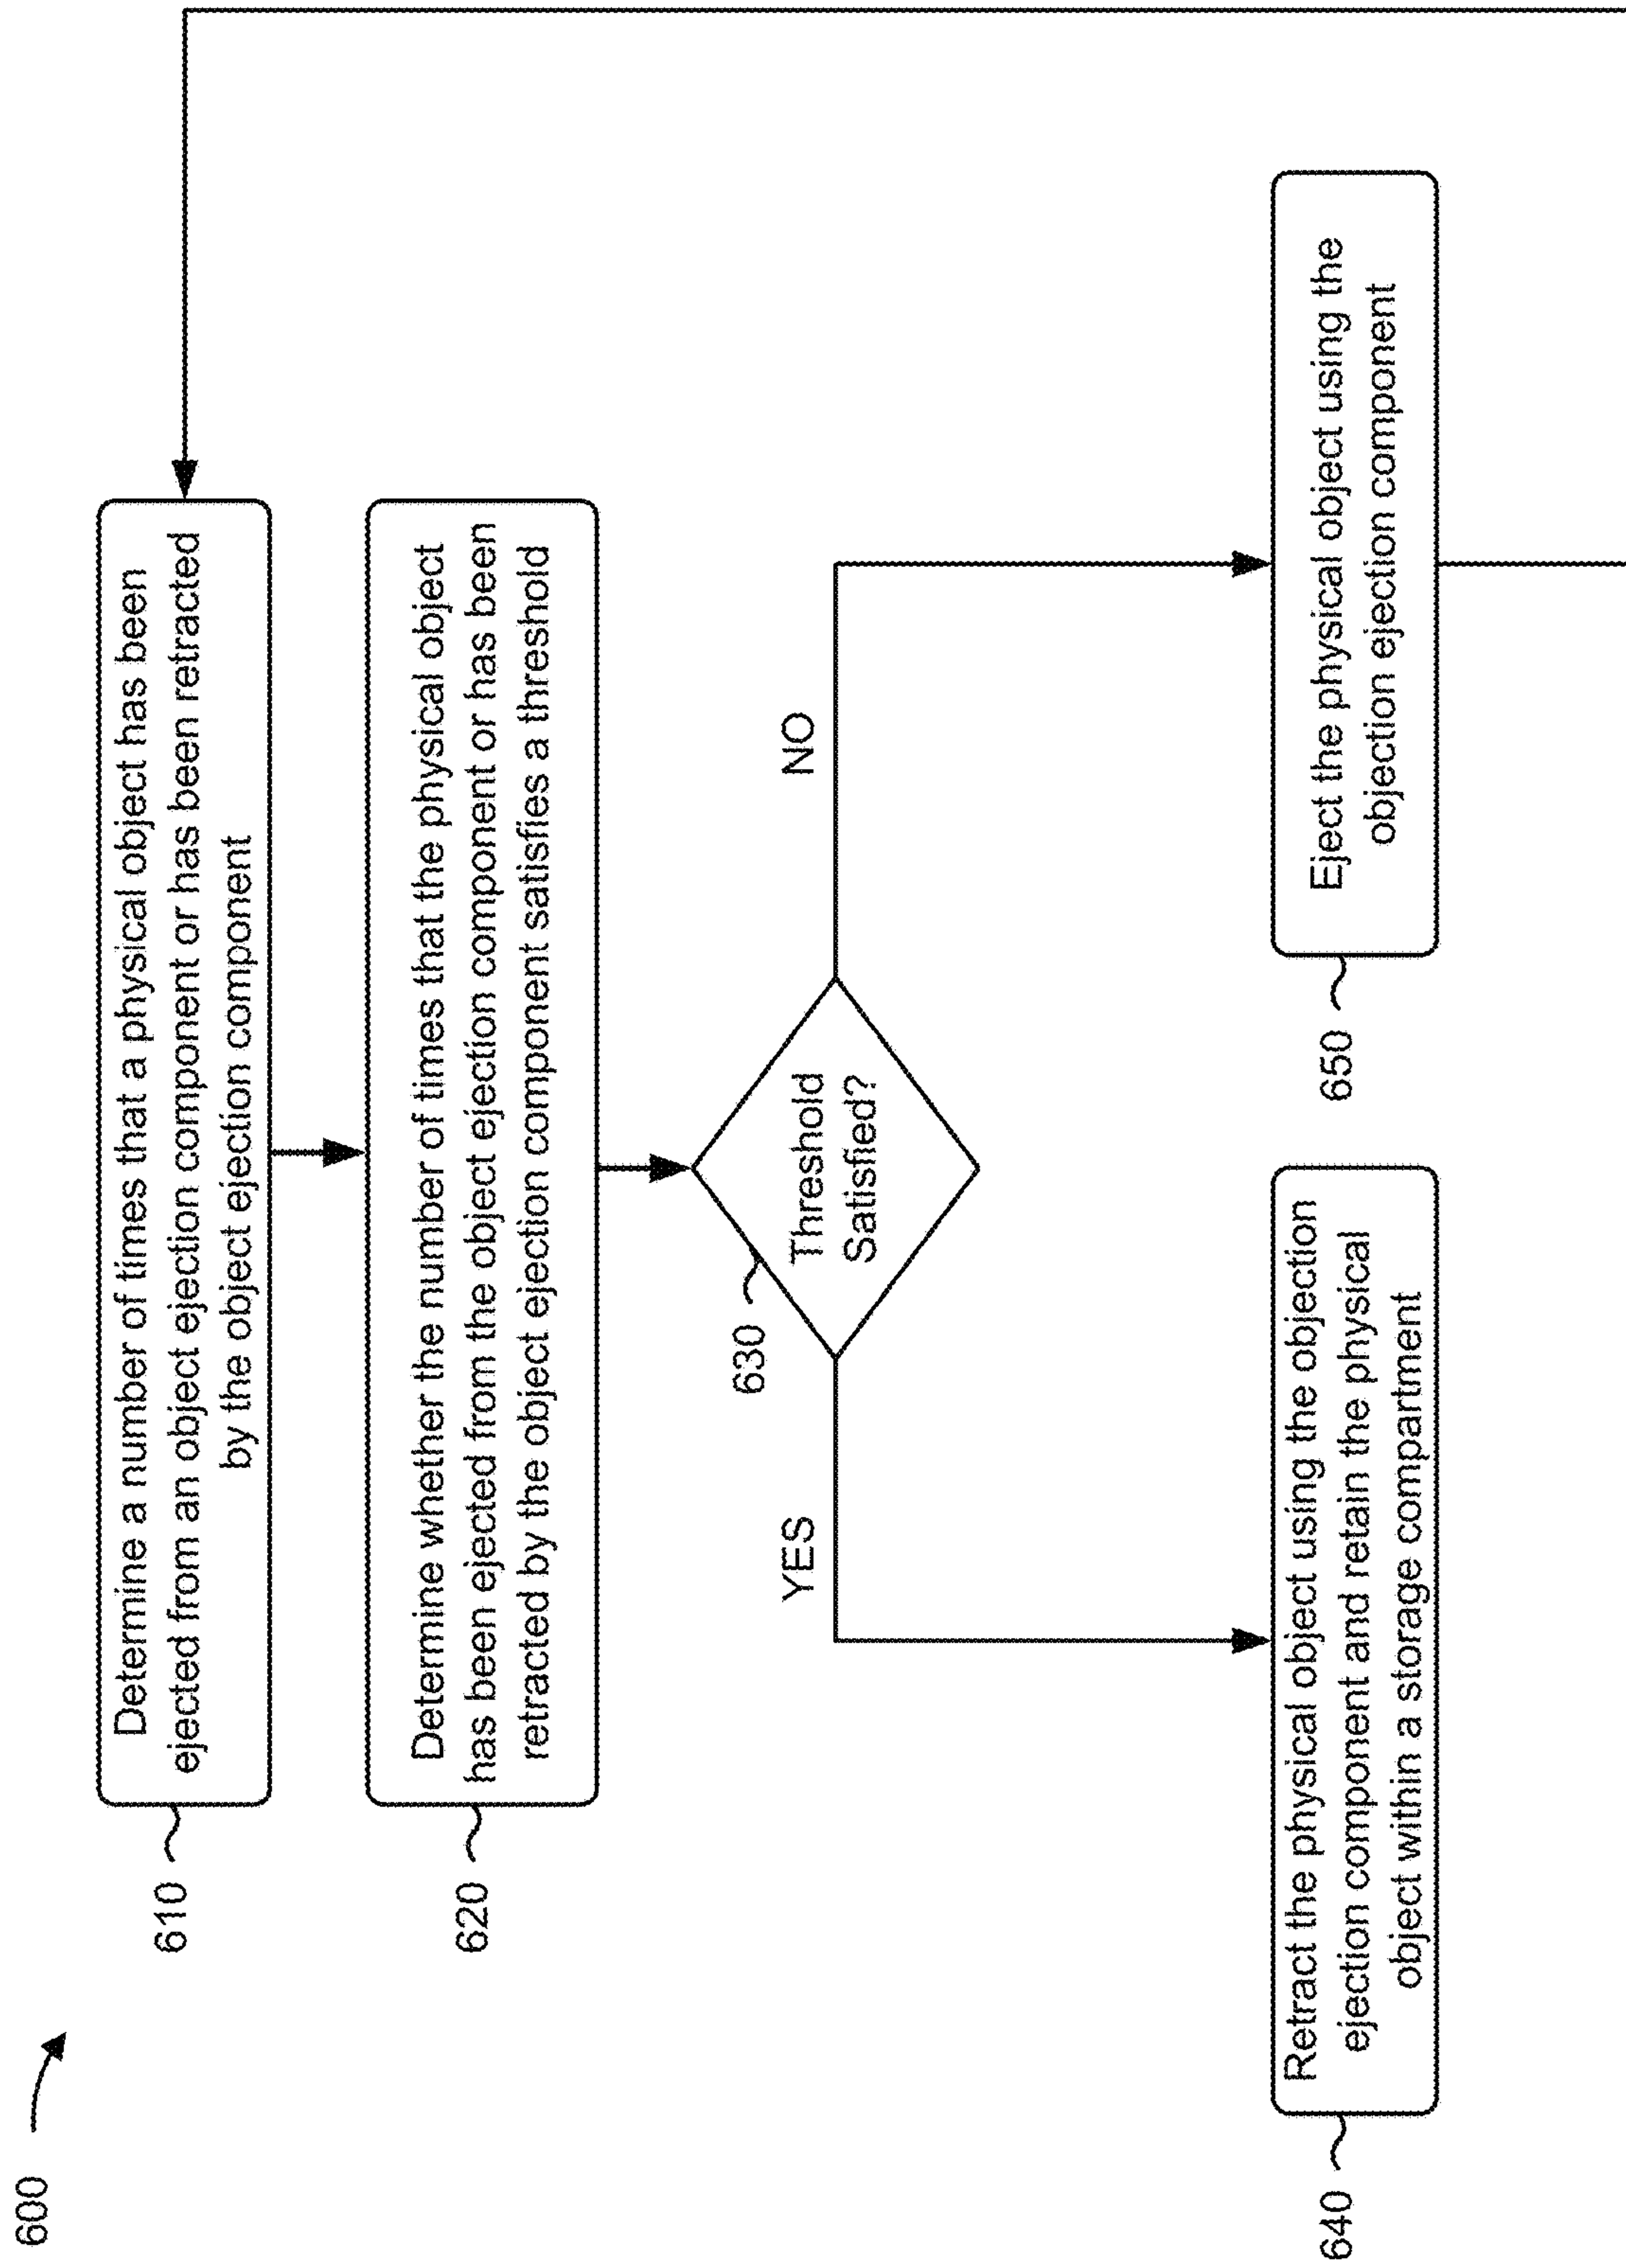 600
610
Determine a number of times that a physical object has been
ejected from an object ejection component or has been retracted
by the object ejection component
620
Determine whether the number of times that the physical object
has been ejected from the object ejection component or has been
retracted by the object ejection component satisfies a threshold
630
Threshold
Satisfied?
YES
NO
640
Retract the physical object using the objection
ejection component and retain the physical
object within a storage compartment
650
Eject the physical object using the
objection ejection component